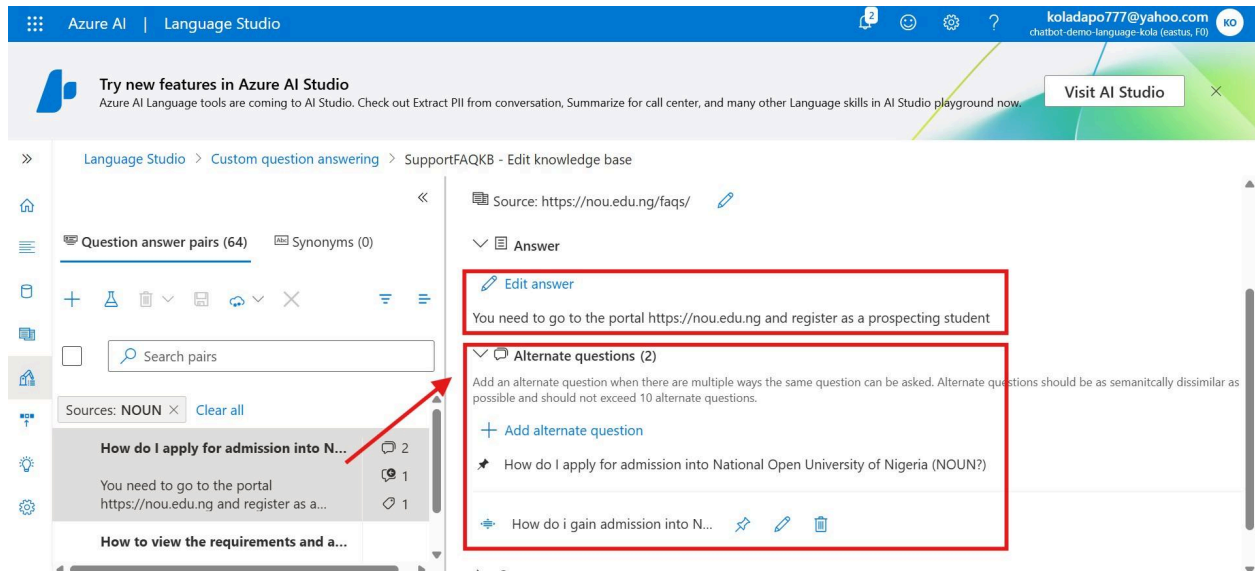 Azure AI | Language Studio
2
koladapo777@yahoo.com
chatbot-demo-language-kola (eastus, F0)
KO
Try new features in Azure AI Studio
Azure AI Language tools are coming to AI Studio. Check out Extract PII from conversation, Summarize for call center, and many other Language skills in AI Studio playground now.
Visit AI Studio
Language Studio > Custom question answering > SupportFAQKB - Edit knowledge base
Question answer pairs (64)
Abc Synonyms (0)
Search pairs
Sources: NOUN
Clear all
How do I apply for admission into N...
2
You need to go to the portal
https://nou.edu.ng and register as a...
1
1
How to view the requirements and a...
Source: https://nou.edu.ng/faqs/
Answer
Edit answer
You need to go to the portal https://nou.edu.ng and register as a prospecting student
Alternate questions (2)
Add an alternate question when there are multiple ways the same question can be asked. Alternate questions should be as semanitcally dissimilar as
possible and should not exceed 10 alternate questions.
Add alternate question
How do I apply for admission into National Open University of Nigeria (NOUN?)
How do i gain admission into N...